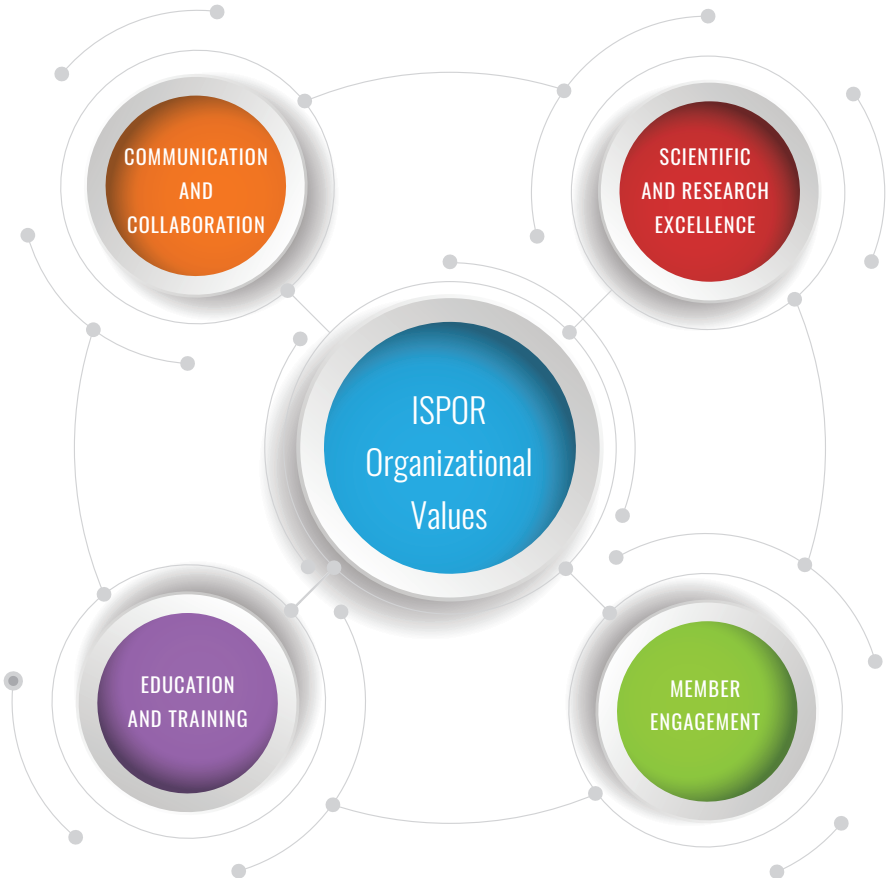 COMMUNICATION
AND
COLLABORATION
SCIENTIFIC
AND RESEARCH
EXCELLENCE
ISPOR
Organizational
Values
EDUCATION
AND TRAINING
MEMBER
ENGAGEMENT